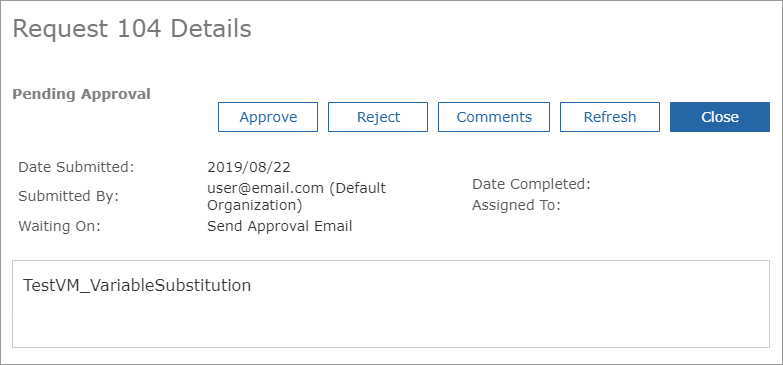 Request 104 Details
Pending Approval
Approve Reject Comments Refresh Close
Date Submitted: 2019/08/22
Submitted By: user@email.com (Default
Organization)
Waiting On: Send Approval Email
Date Completed:
Assigned To:
TestVM_VariableSubstitution